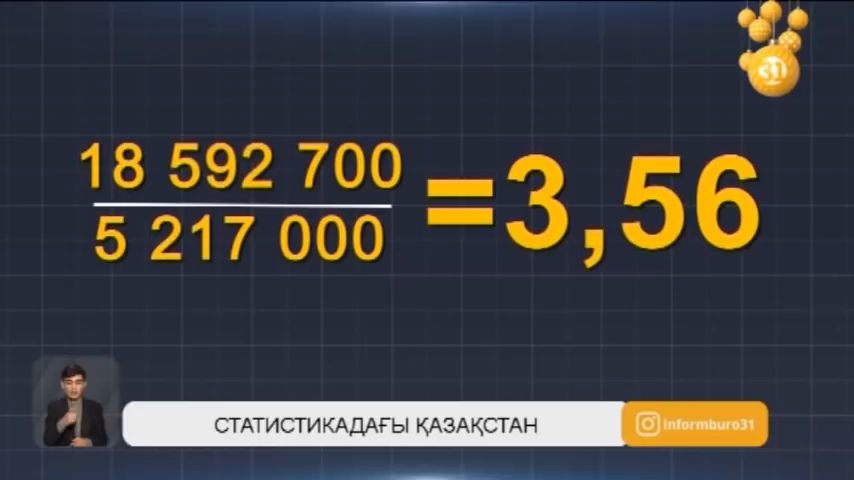 31
18 592 700
5 217 000
=3,56
СТАТИСТИКАДАҒЫ ҚАЗАҚСТАН
Informburo31